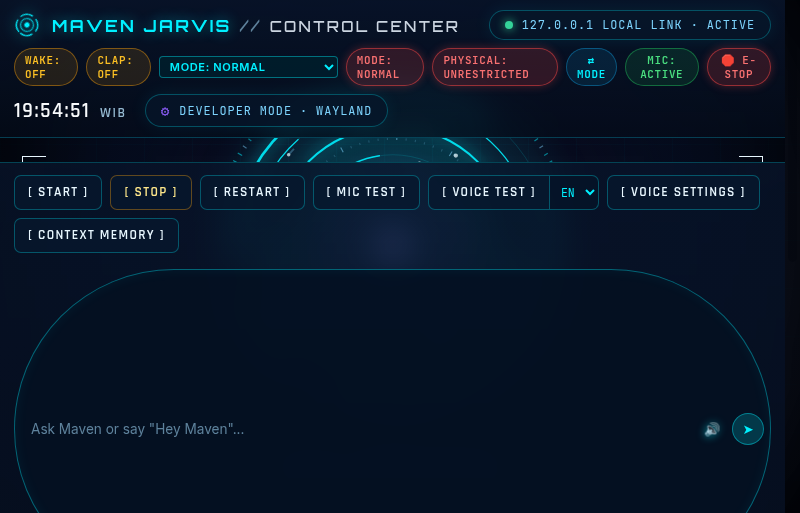 MAVEN JARVIS // CONTROL CENTER
127.0.0.1 LOCAL LINK · ACTIVE
WAKE: OFF
CLAP: OFF
MODE: NORMAL
MODE: NORMAL
PHYSICAL: UNRESTRICTED
⇄ MODE
MIC: ACTIVE
🛑 E-STOP
19:54:51 WIB
⚙ DEVELOPER MODE · WAYLAND
[ START ]
[ STOP ]
[ RESTART ]
[ MIC TEST ]
[ VOICE TEST ]
EN
[ VOICE SETTINGS ]
[ CONTEXT MEMORY ]
Ask Maven or say "Hey Maven"...